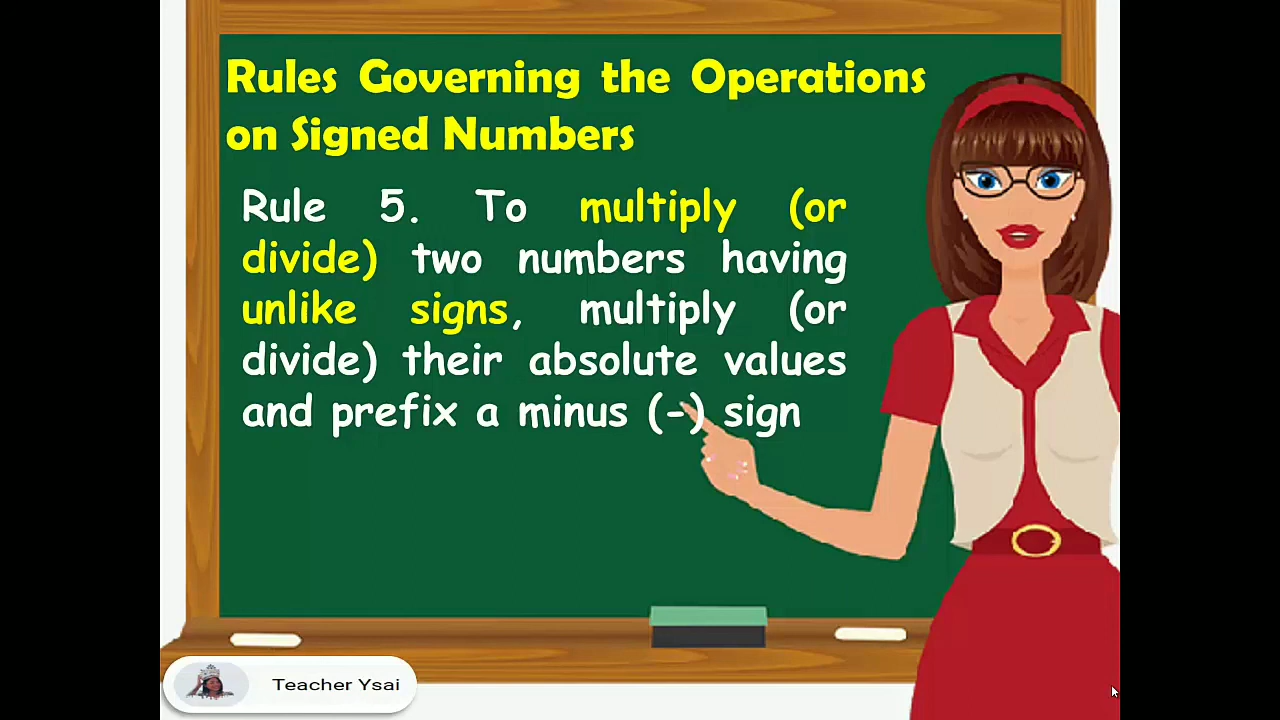 Rules Governing the Operations
on Signed Numbers
Rule 5. To multiply (or
divide) two numbers having
unlike signs, multiply (or
divide) their absolute values
and prefix a minus (-) sign
Teacher Ysai